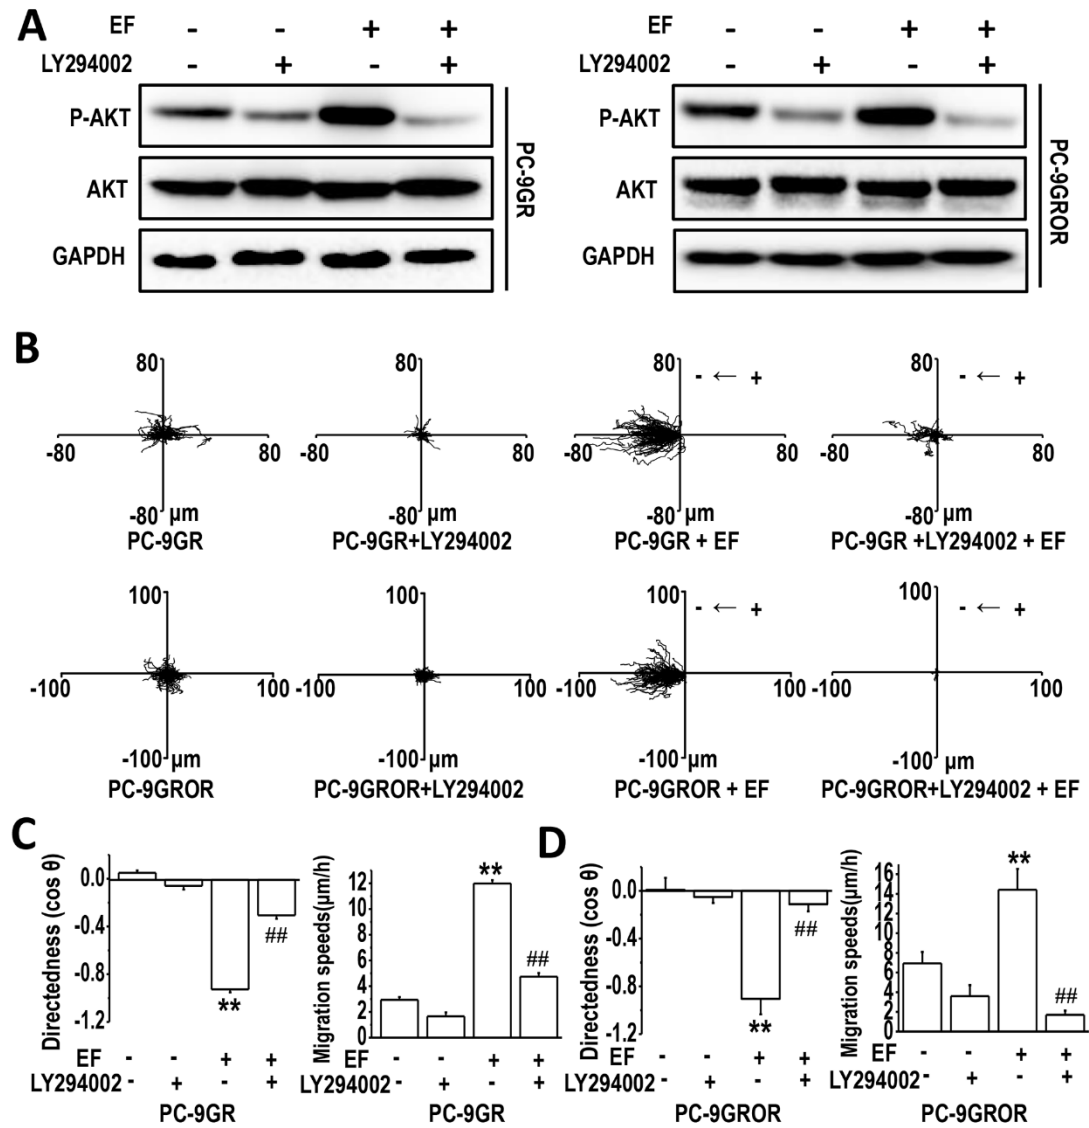 A
EF - - + + EF - - + +
LY294002 - + - + LY294002 - + - +
P-AKT P-AKT
AKT AKT
GAPDH GAPDH
PC-9GR PC-9GROR
B
80 80 80 80
- ← + - ← +
-80 80 -80 80 -80 80 -80 80
-80 μm -80 μm -80 μm -80 μm
PC-9GR PC-9GR+LY294002 PC-9GR + EF PC-9GR +LY294002 + EF
100 100 100 100
- ← + - ← +
-100 100 -100 100 -100 100 -100 100
-100 μm -100 μm -100 μm -100 μm
PC-9GROR PC-9GROR+LY294002 PC-9GROR + EF PC-9GROR+LY294002 + EF
C
Directedness (cos θ)
0.0
-0.4
-0.8
-1.2
**
##
Migration speeds(μm/h)
12
10
8
6
4
2
0
**
##
EF - - + + - - + +
LY294002 - + - + - + - +
PC-9GR PC-9GR
D
Directedness (cos θ)
0.0
-0.4
-0.8
-1.2
**
##
Migration speeds(μm/h)
16
14
12
10
8
6
4
2
0
**
##
EF - - + + - - + +
LY294002 - + - + - + - +
PC-9GROR PC-9GROR